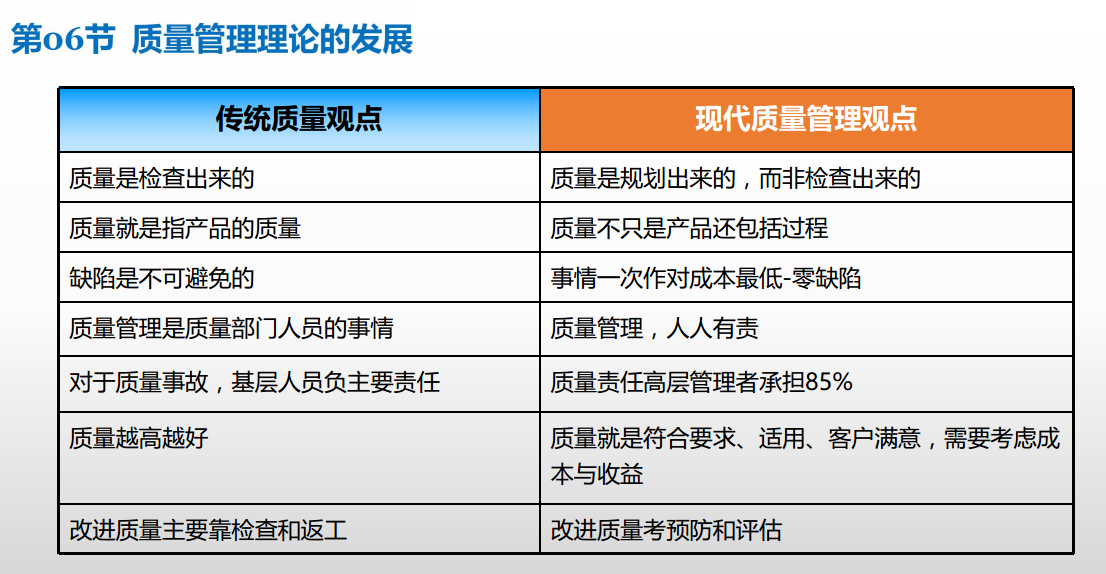 第06节 质量管理理论的发展
传统质量观点
现代质量管理观点
质量是检查出来的
质量是规划出来的，而非检查出来的
质量就是指产品的质量
质量不只是产品还包括过程
缺陷是不可避免的
事情一次作对成本最低-零缺陷
质量管理是质量部门人员的事情
质量管理，人人有责
对于质量事故，基层人员负主要责任
质量责任高层管理者承担85%
质量越高越好
质量就是符合要求、适用、客户满意，需要考虑成
本与收益
改进质量主要靠检查和返工
改进质量考预防和评估